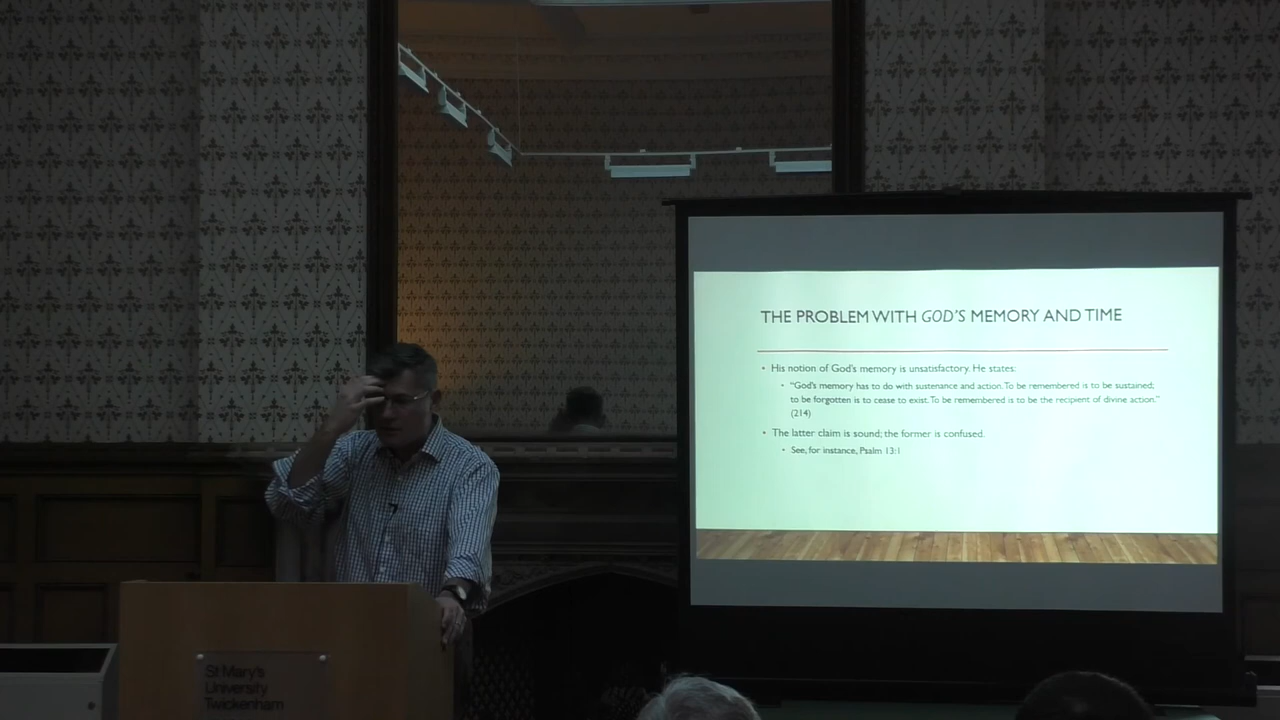 THE PROBLEM WITH GOD'S MEMORY AND TIME
• His notion of God's memory is unsatisfactory. He states:
• "God's memory has to do with sustenance and action. To be remembered is to be sustained;
to be forgotten is to cease to exist. To be remembered is to be the recipient of divine action."
(214)
• The latter claim is sound; the former is confused.
• See, for instance, Psalm 13:1
St Mary's
University
Twickenham